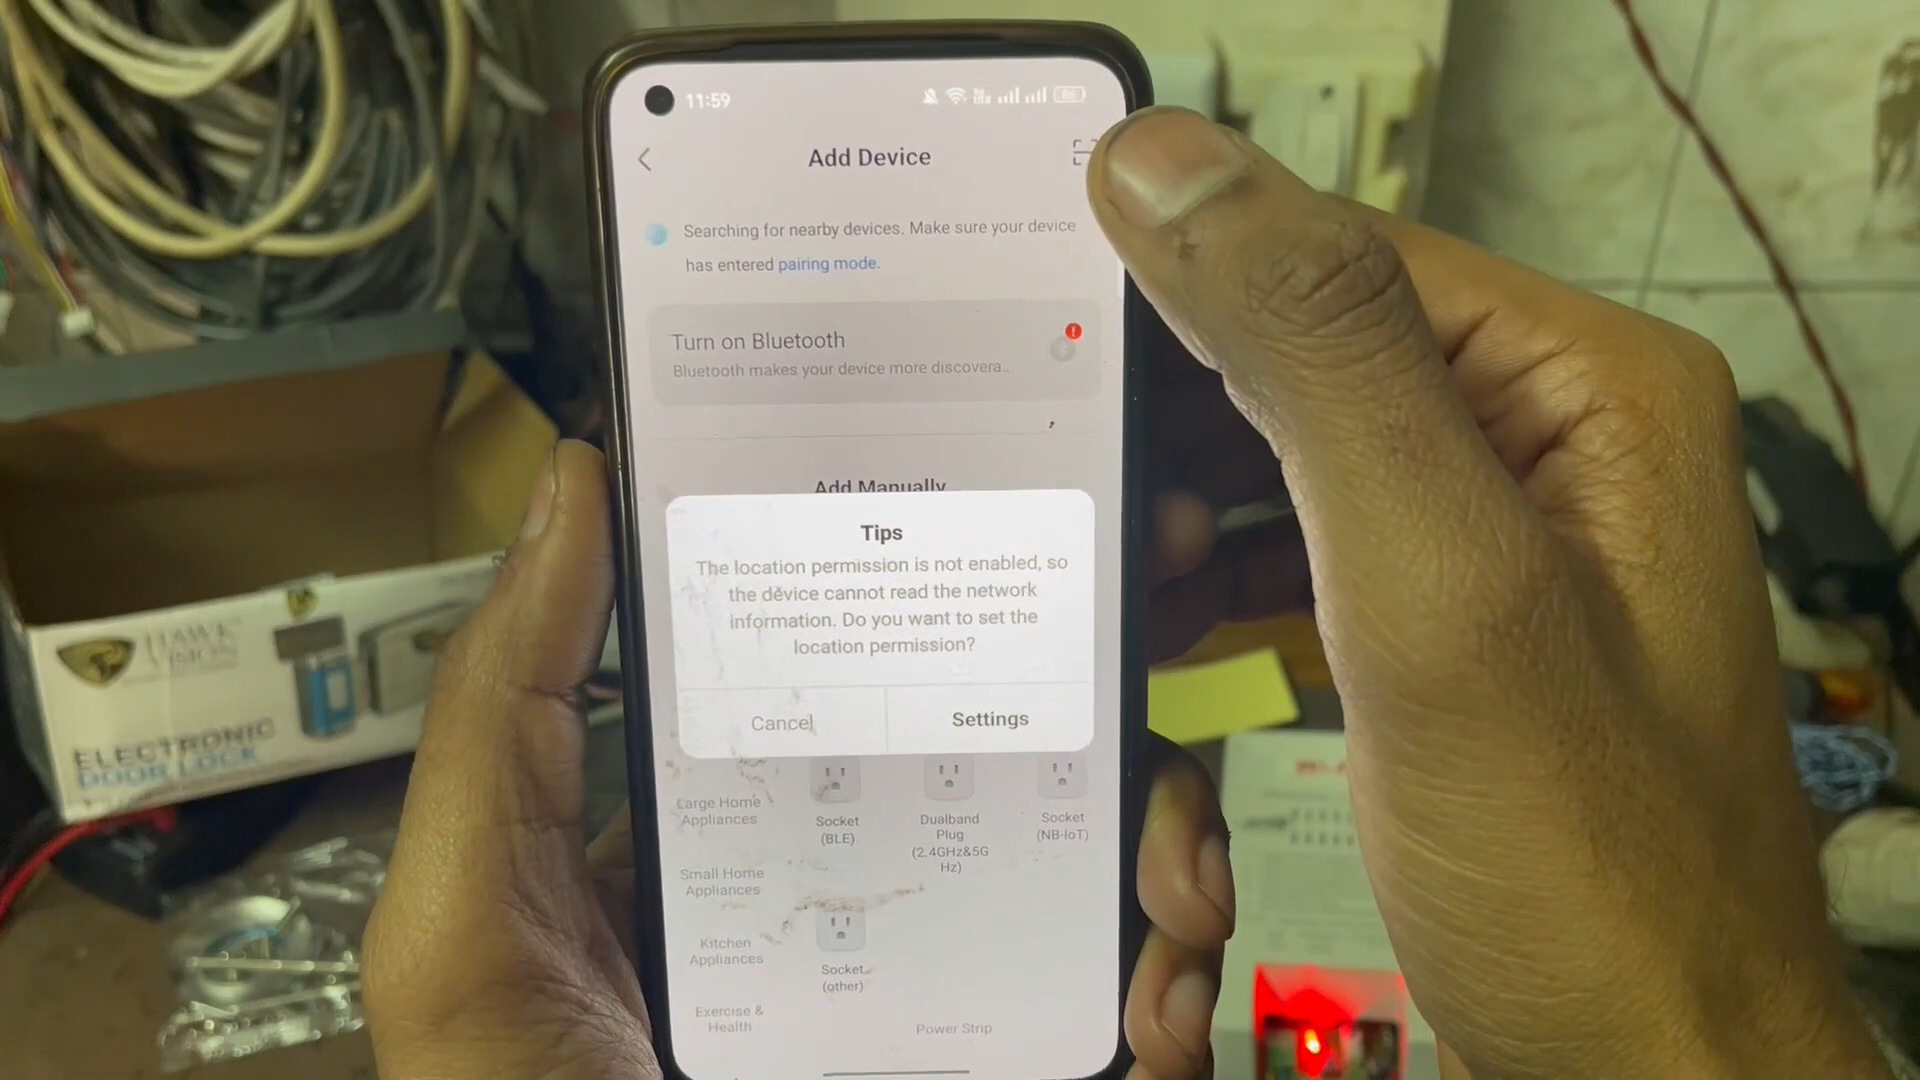 11:59
Add Device
Searching for nearby devices. Make sure your device
has entered pairing mode.
Turn on Bluetooth
Bluetooth makes your device more discovera...
Add Manually
Tips
The location permission is not enabled, so
the device cannot read the network
information. Do you want to set the
location permission?
Cancel
Settings
Large Home
Appliances
Socket
(BLE)
Dualband
Plug
(2.4GHz&5G
Hz)
Socket
(NB-IoT)
Small Home
Appliances
Kitchen
Appliances
Socket
(other)
Exercise &
Health
Power Strip
HAWK
VISION
ELECTRONIC
DOOR LOCK